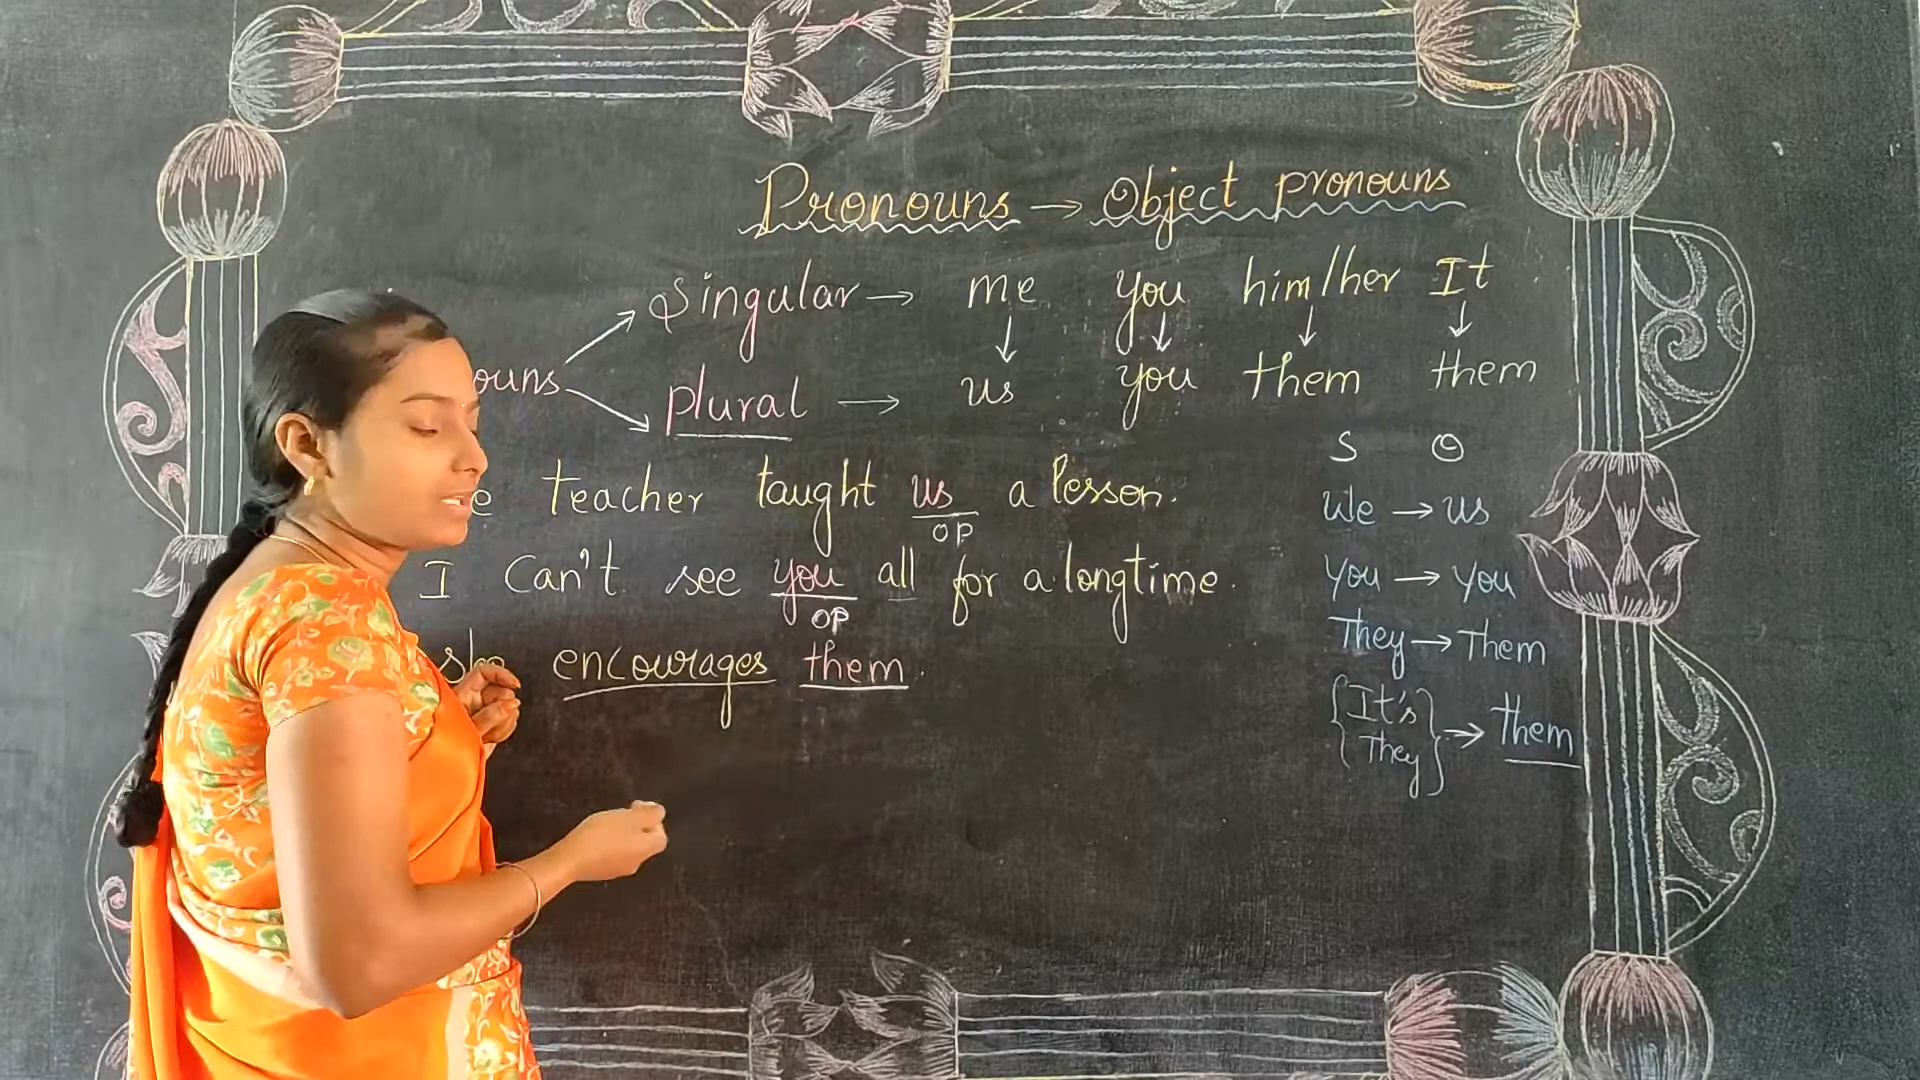 Pronouns → Object pronouns
Singular → me you him/her It
ouns
plural → us you them them
S O
e teacher taught us a lesson.
OP
We → us
I can't see you all for a longtime.
OP
You → you
They → Them
she encourages them.
{It's They} → them